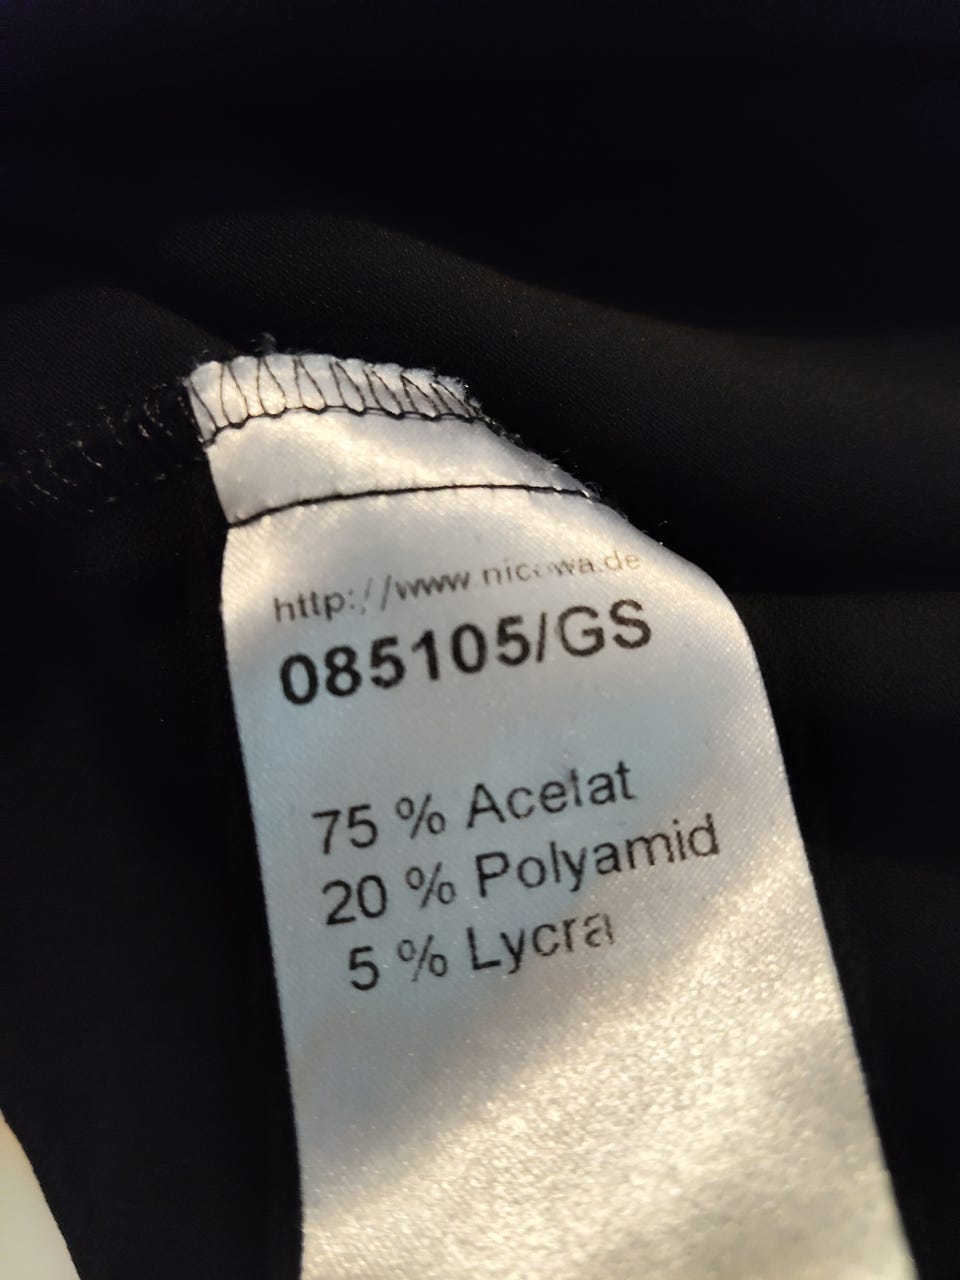 http://www.nicowa.de
085105/GS
75 % Acetat
20 % Polyamid
5 % Lycra